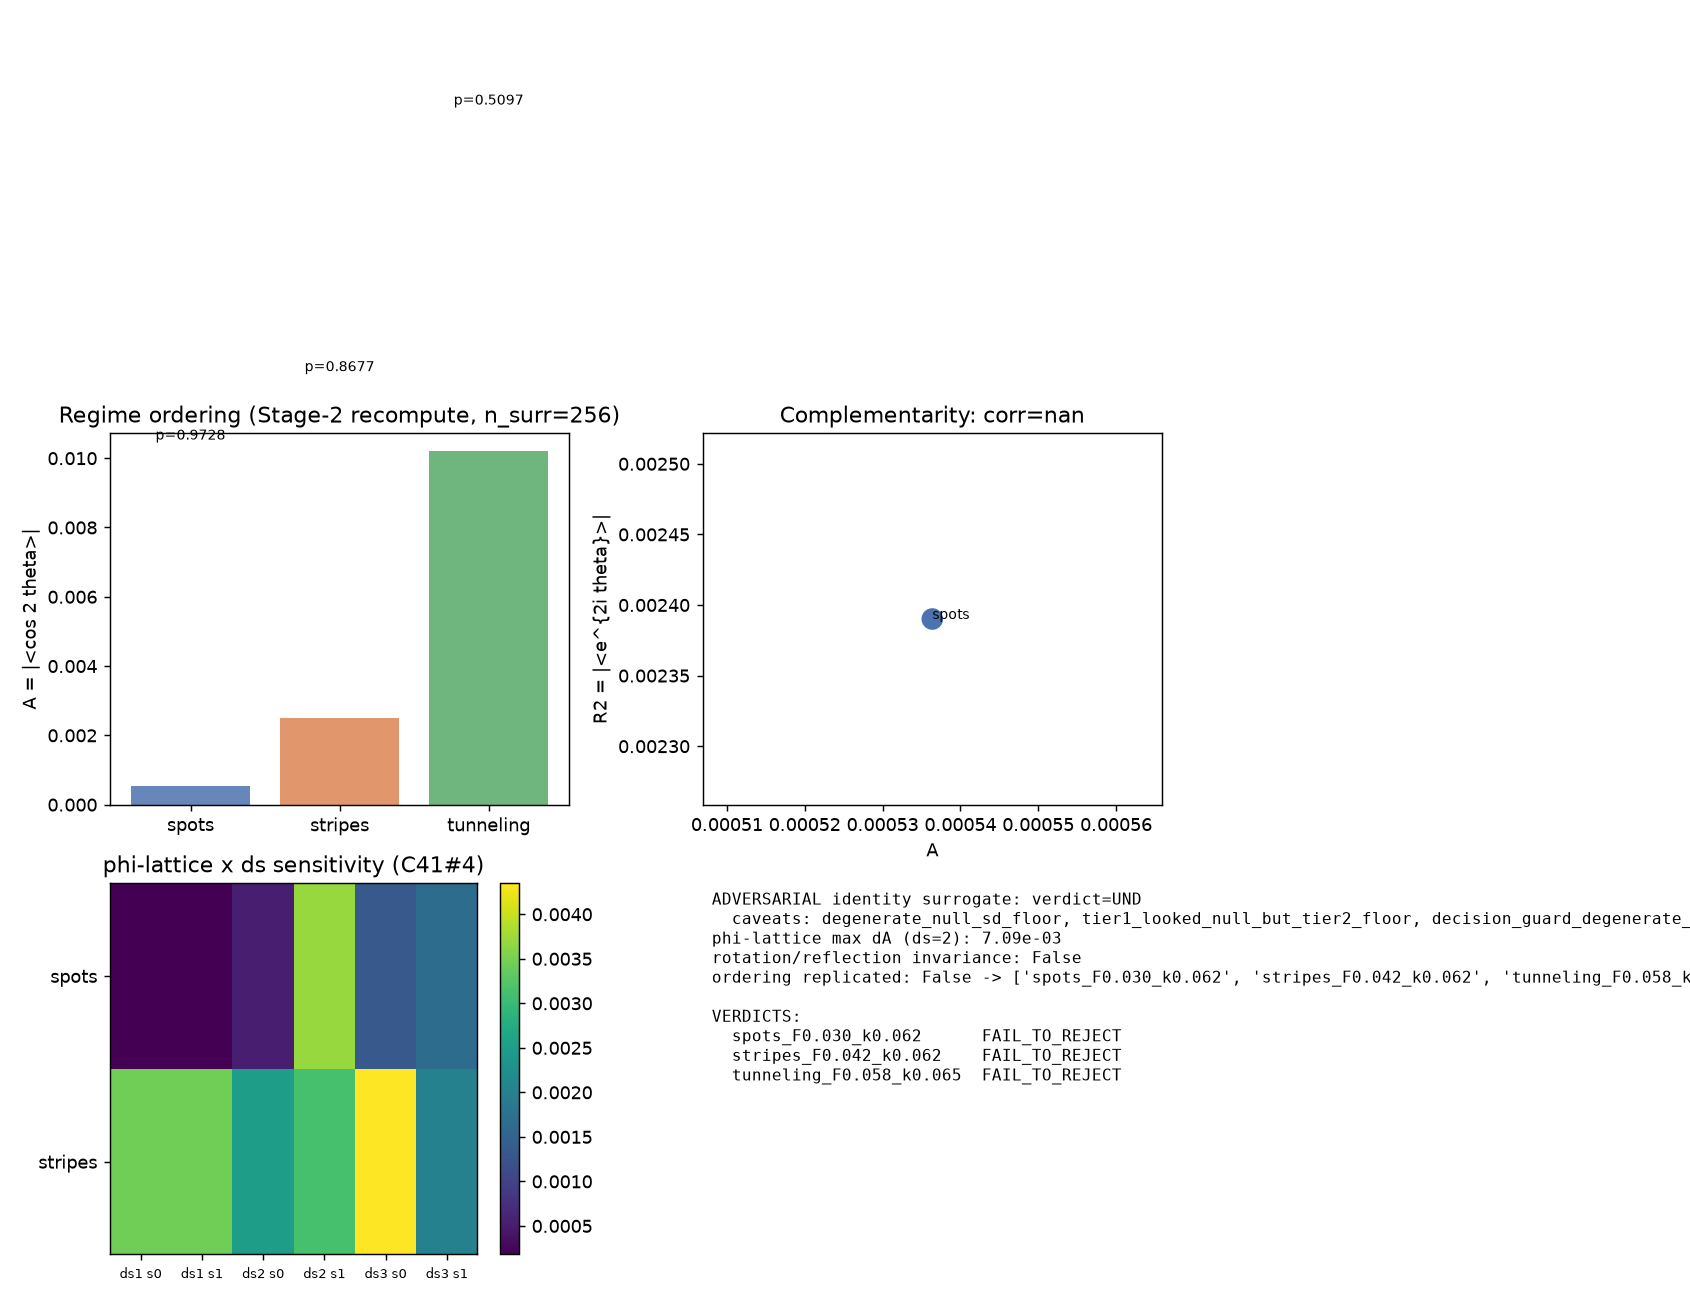 p=0.5097
p=0.8677
Regime ordering (Stage-2 recompute, n_surr=256)
p=0.9728
A = |<cos 2 theta>|
0.010
0.008
0.006
0.004
0.002
0.000
spots
stripes
tunneling
Complementarity: corr=nan
R2 = |<e^{2i theta}>|
0.00250
0.00245
0.00240
0.00235
0.00230
spots
0.00051 0.00052 0.00053 0.00054 0.00055 0.00056
A
phi-lattice x ds sensitivity (C41#4)
spots
stripes
ds1 s0
ds1 s1
ds2 s0
ds2 s1
ds3 s0
ds3 s1
0.0040
0.0035
0.0030
0.0025
0.0020
0.0015
0.0010
0.0005
ADVERSARIAL identity surrogate: verdict=UND
caveats: degenerate_null_sd_floor, tier1_looked_null_but_tier2_floor, decision_guard_degenerate_
phi-lattice max dA (ds=2): 7.09e-03
rotation/reflection invariance: False
ordering replicated: False -> ['spots_F0.030_k0.062', 'stripes_F0.042_k0.062', 'tunneling_F0.058_k
VERDICTS:
spots_F0.030_k0.062 FAIL_TO_REJECT
stripes_F0.042_k0.062 FAIL_TO_REJECT
tunneling_F0.058_k0.065 FAIL_TO_REJECT